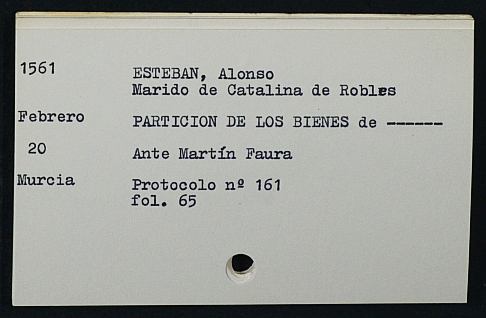 1561 ESTEBAN, Alonso
Marido de Catalina de Robles
Febrero PARTICION DE LOS BIENES de ------
20 Ante Martín Faura
Murcia Protocolo nº 161
fol. 65